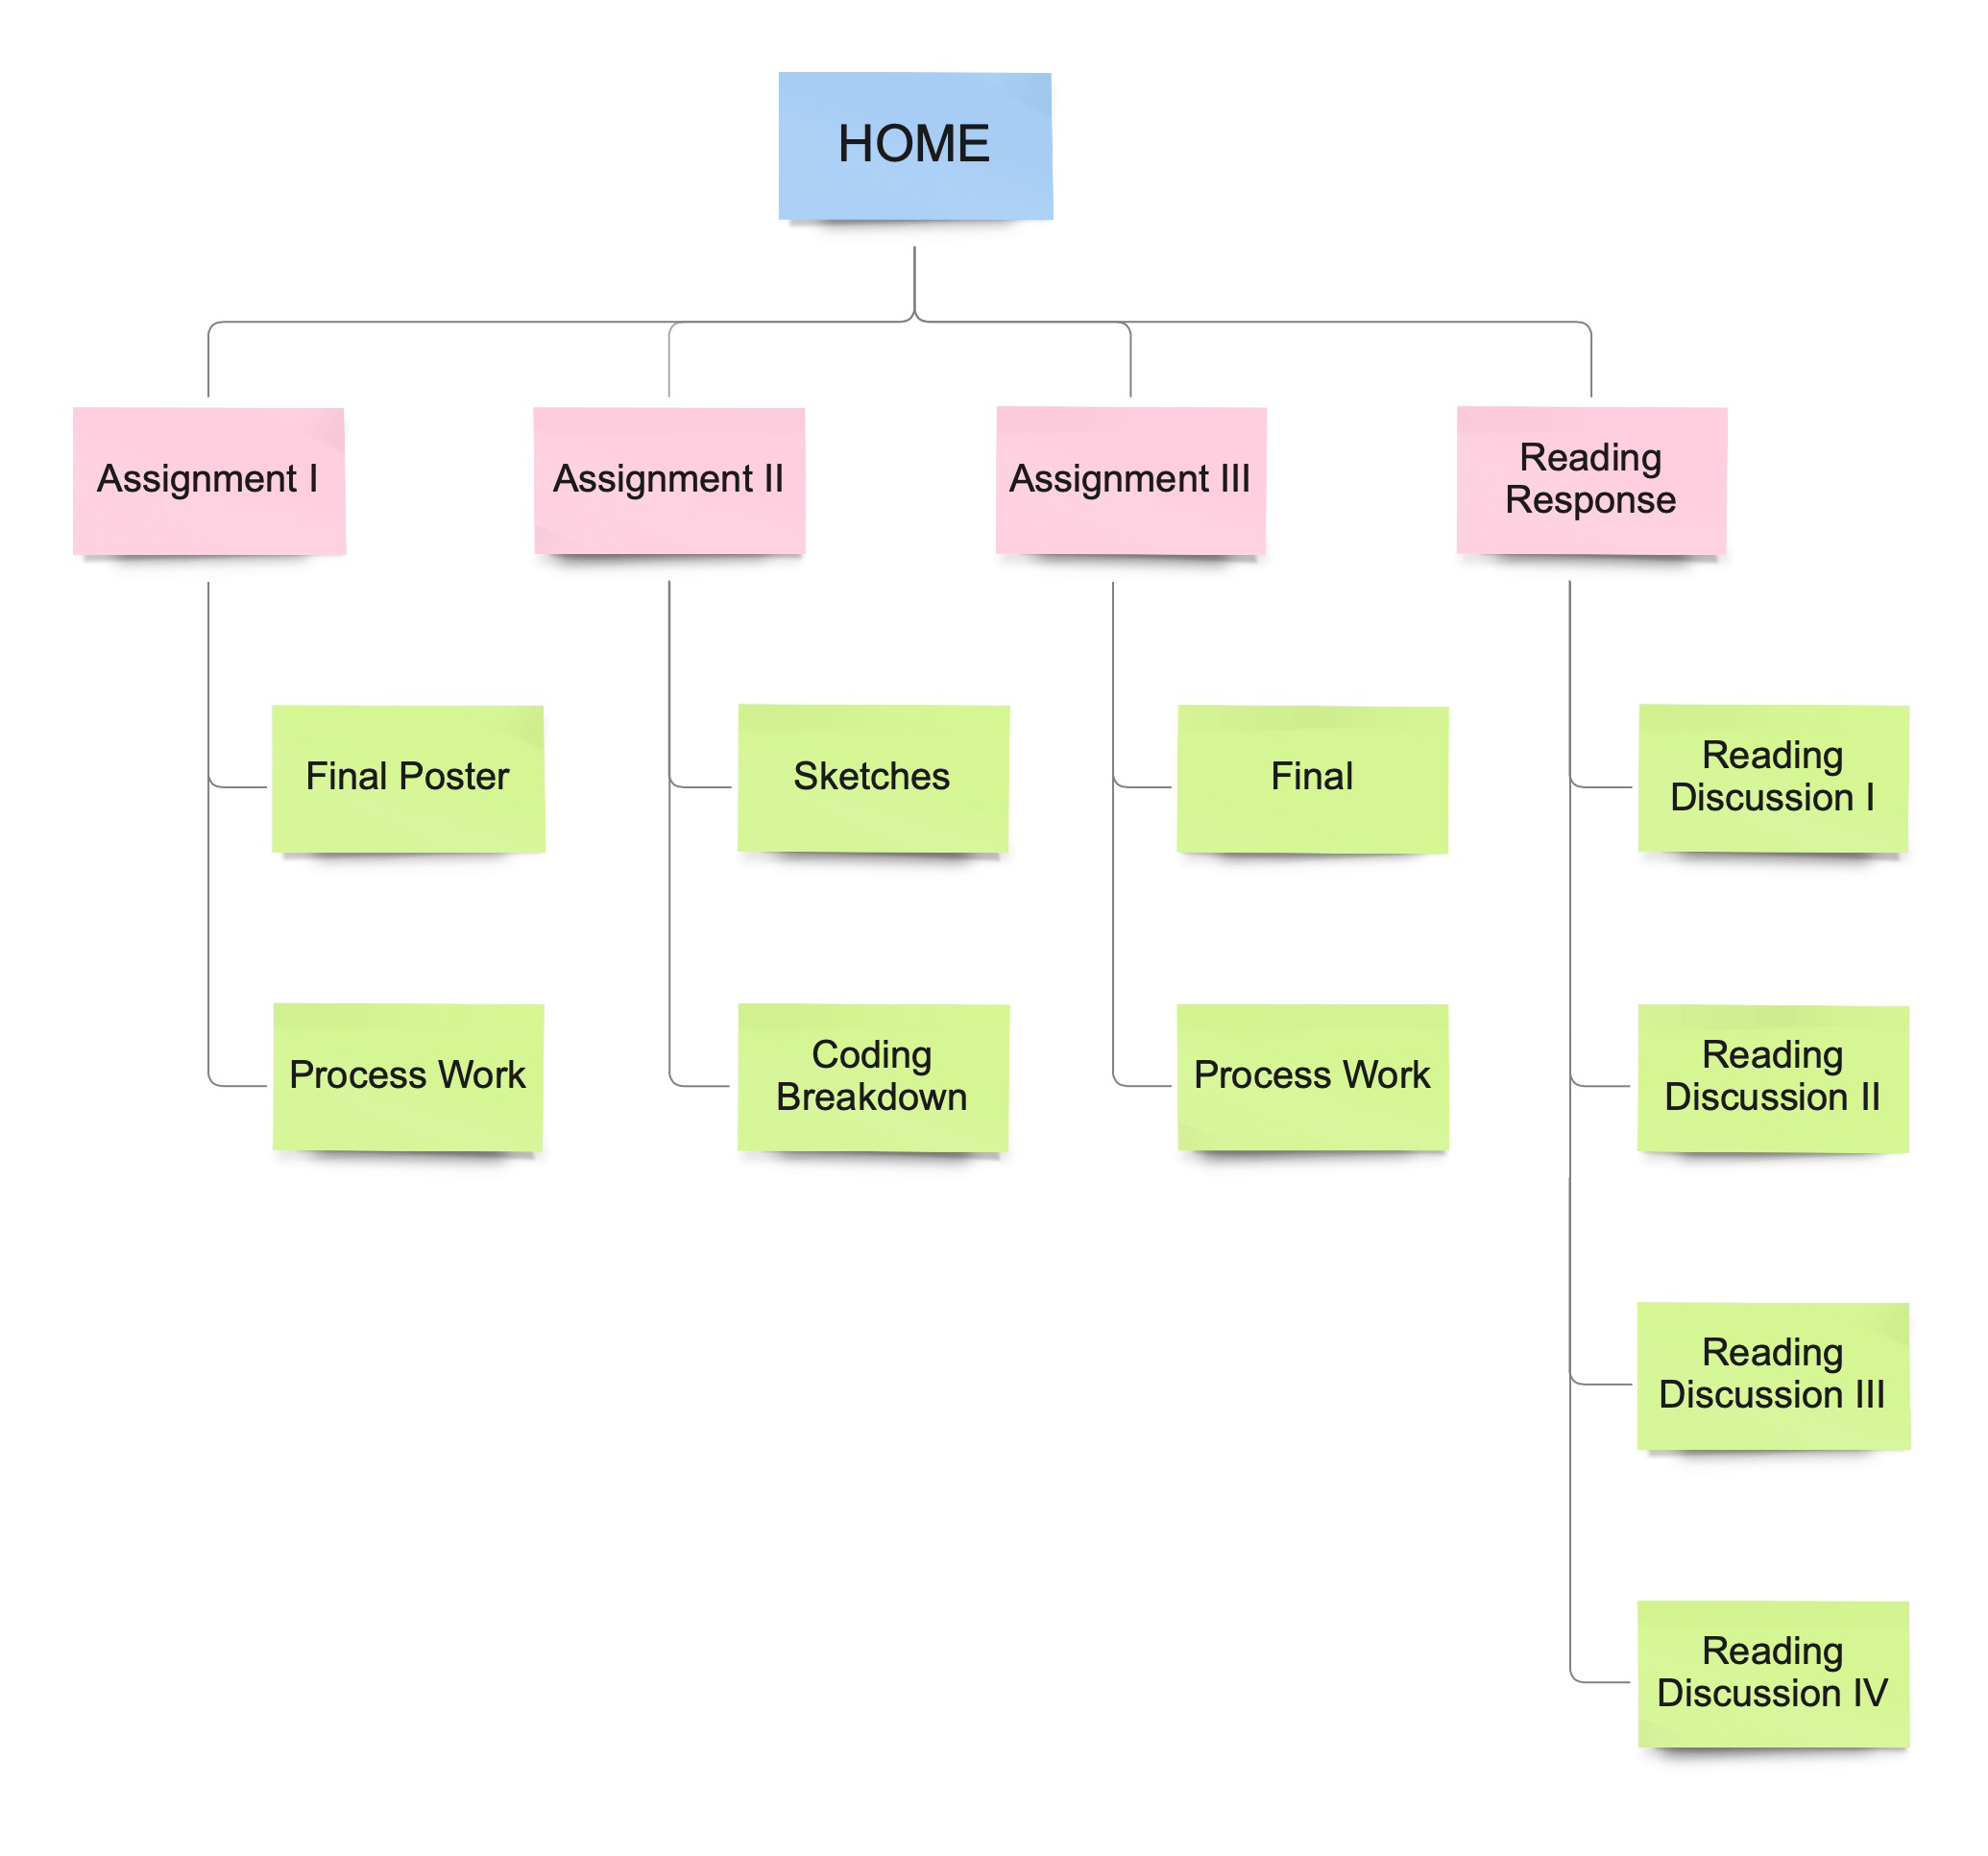 HOME
Assignment I
Assignment II
Assignment III
Reading
Response
Final Poster
Sketches
Final
Reading
Discussion I
Process Work
Coding
Breakdown
Process Work
Reading
Discussion II
Reading
Discussion III
Reading
Discussion IV